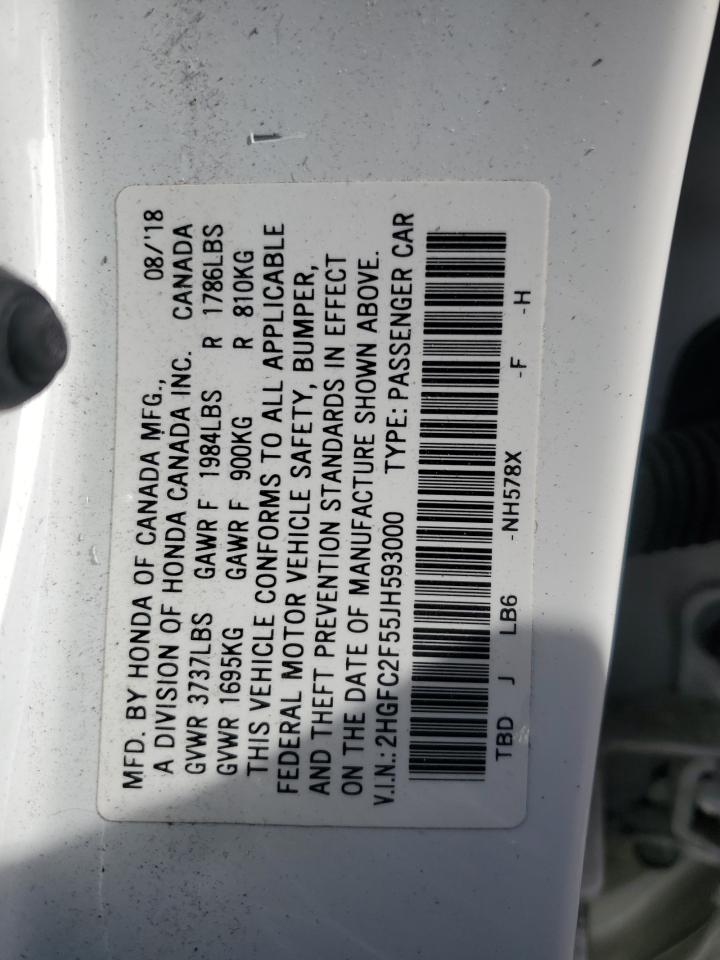 MFD. BY HONDA OF CANADA MFG., 08/'18
A DIVISION OF HONDA CANADA INC. CANADA
GVWR 3737LBS GAWR F 1984LBS R 1786LBS
GVWR 1695KG GAWR F 900KG R 810KG
THIS VEHICLE CONFORMS TO ALL APPLICABLE
FEDERAL MOTOR VEHICLE SAFETY, BUMPER,
AND THEFT PREVENTION STANDARDS IN EFFECT
ON THE DATE OF MANUFACTURE SHOWN ABOVE.
V.I.N.:2HGFC2F55JH593000 TYPE: PASSENGER CAR
TBD J LB6 -NH578X -F -H